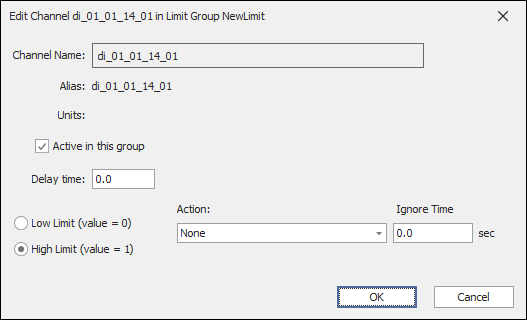 Edit Channel di_01_01_14_01 in Limit Group NewLimit
Channel Name: di_01_01_14_01
Alias: di_01_01_14_01
Units:
Active in this group
Delay time: 0.0
Action: Ignore Time
Low Limit (value = 0)
None 0.0 sec
High Limit (value = 1)
OK Cancel